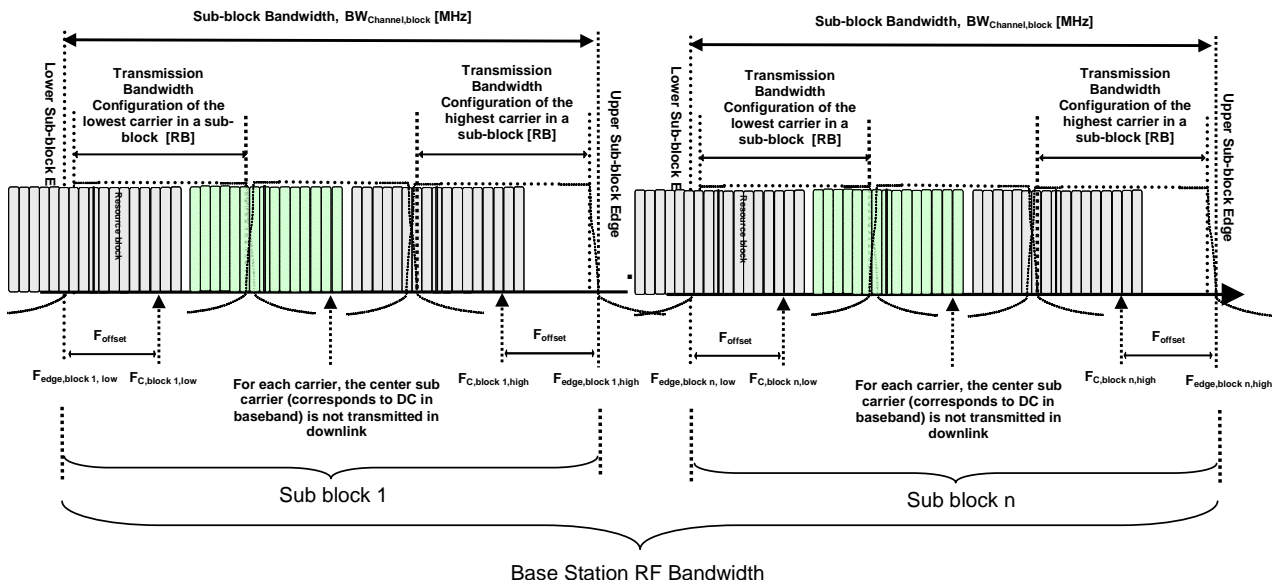 Sub-block Bandwidth, BWChannel,block [MHz]
Lower Sub-block E
Transmission
Bandwidth
Configuration of the
lowest carrier in a sub-
block  [RB]
Transmission
Bandwidth
Configuration of the
highest carrier in a
sub-block [RB]
Upper Sub-block Edge
Resource block
Foffset
Foffset
Fedge,block 1, low
FC,block 1,low
For each carrier, the center sub
carrier (corresponds to DC in
baseband) is not transmitted in
downlink
FC,block 1,high
Fedge,block 1,high
Sub block 1
Sub-block Bandwidth, BWChannel,block [MHz]
Lower Sub-block E
Transmission
Bandwidth
Configuration of the
lowest carrier in a sub-
block  [RB]
Transmission
Bandwidth
Configuration of the
highest carrier in a
sub-block [RB]
Upper Sub-block Edge
Resource block
Foffset
Foffset
Fedge,block n, low
FC,block n,low
For each carrier, the center sub
carrier (corresponds to DC in
baseband) is not transmitted in
downlink
FC,block n,high
Fedge,block n,high
Sub block n
Base Station RF Bandwidth